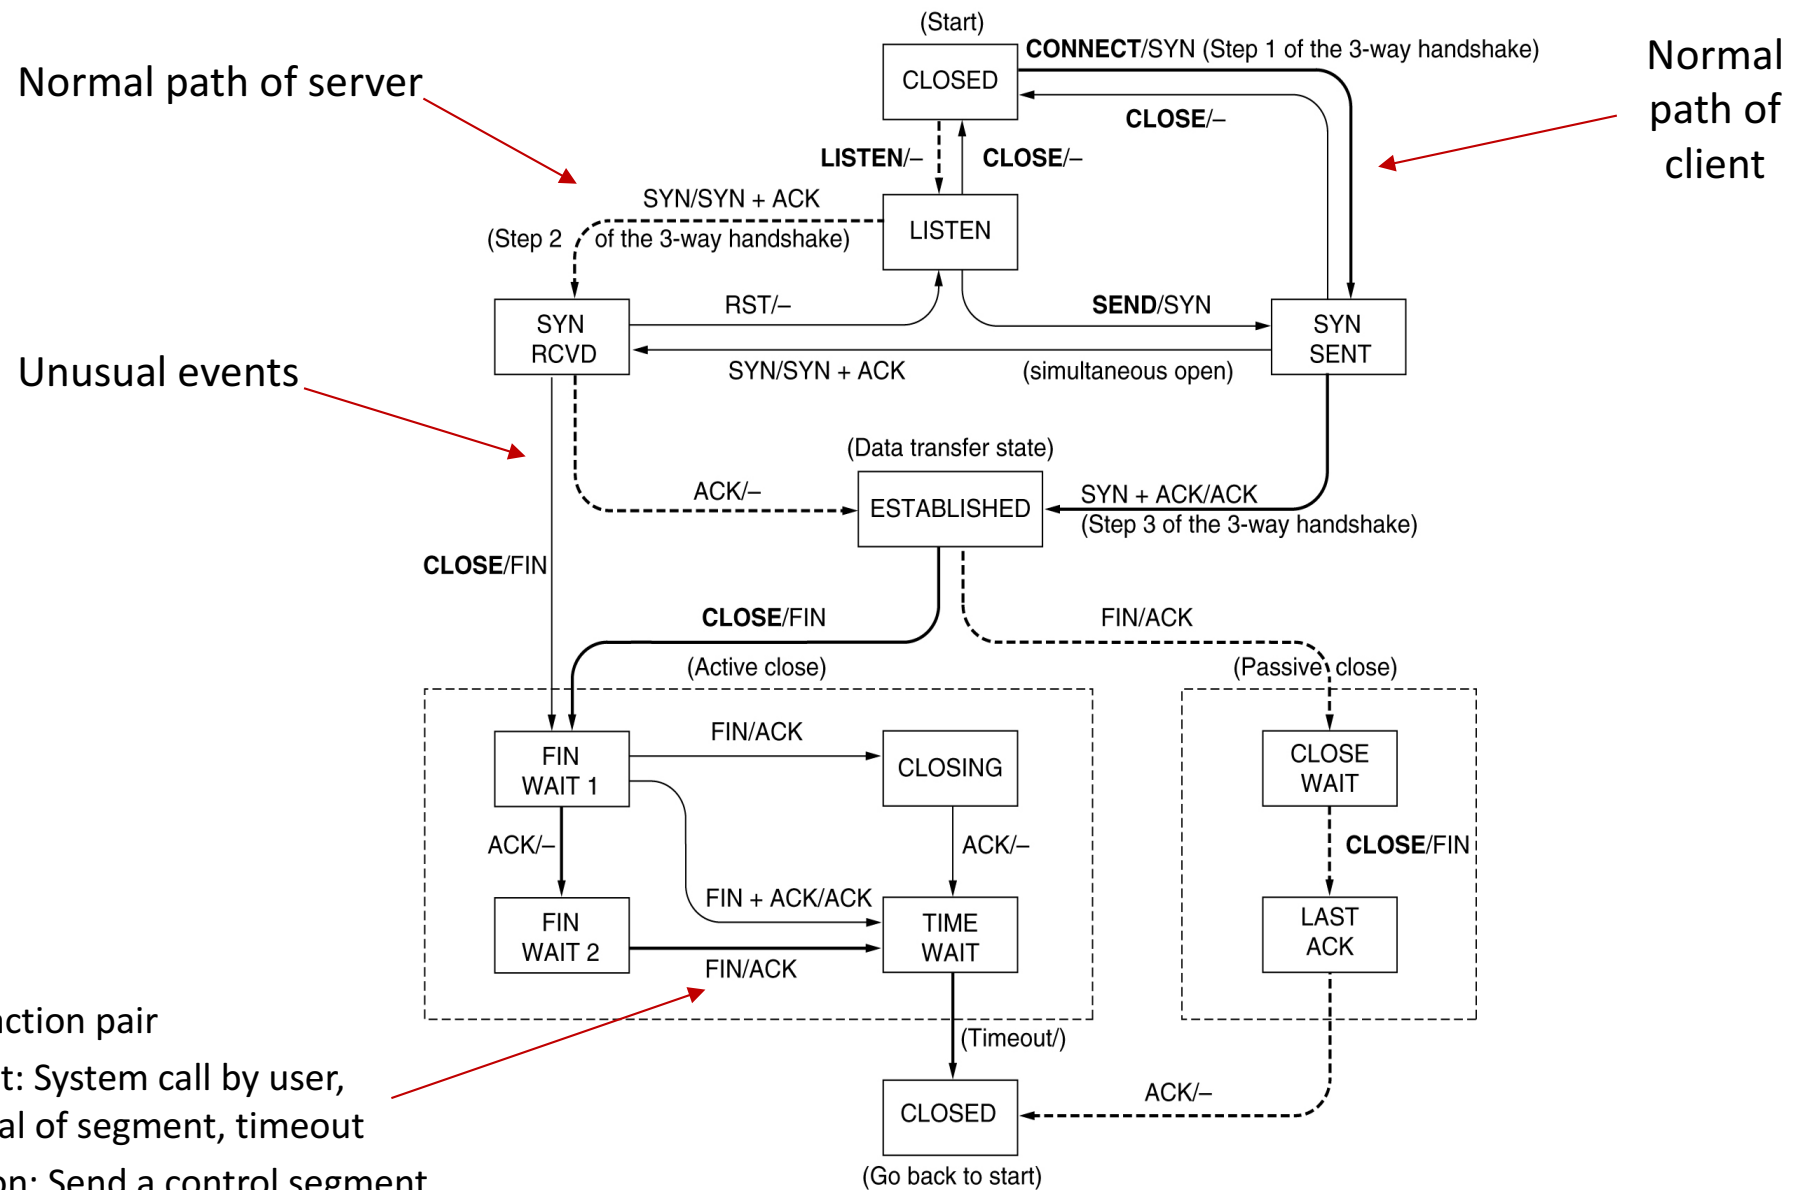 (Start)
CLOSED
CONNECT/SYN (Step 1 of the 3-way handshake)
Normal
path of
client
Normal path of server
CLOSE/–
LISTEN/–
CLOSE/–
SYN/SYN + ACK
LISTEN
(Step 2 of the 3-way handshake)
RST/–
SEND/SYN
SYN
RCVD
SYN
SENT
SYN/SYN + ACK
(simultaneous open)
Unusual events
(Data transfer state)
ACK/–
ESTABLISHED
SYN + ACK/ACK
(Step 3 of the 3-way handshake)
CLOSE/FIN
CLOSE/FIN
FIN/ACK
(Active close)
(Passive close)
FIN/ACK
FIN
WAIT 1
CLOSING
CLOSE
WAIT
ACK/–
ACK/–
CLOSE/FIN
FIN + ACK/ACK
FIN
WAIT 2
TIME
WAIT
LAST
ACK
FIN/ACK
action pair
t: System call by user,
al of segment, timeout
on: Send a control segment
(Timeout/)
ACK/–
CLOSED
(Go back to start)